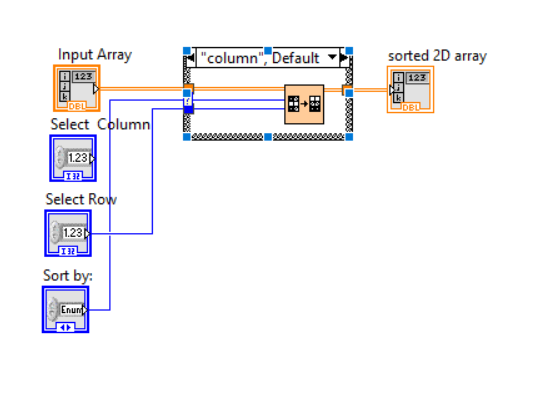 Input Array
123
DBL
Select Column
1.23
I32
Select Row
1.23
I32
Sort by:
Enum
"column", Default
?
sorted 2D array
123
DBL